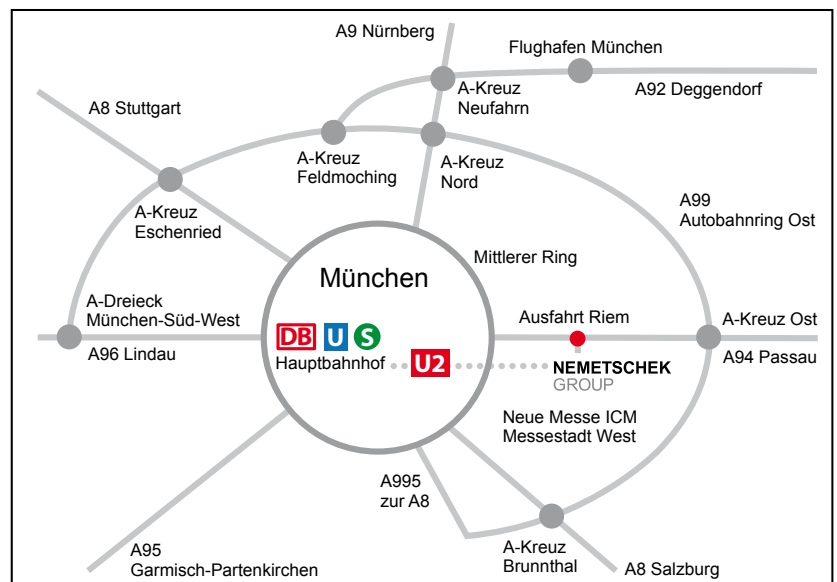 A9 Nürnberg
Flughafen München
A-Kreuz
Neufahrn
A92 Deggendorf
A8 Stuttgart
A-Kreuz
Feldmoching
A-Kreuz
Nord
A-Kreuz
Eschenried
A99
Autobahnring Ost
Mittlerer Ring
München
A-Dreieck
München-Süd-West
Ausfahrt Riem
A-Kreuz Ost
DB U S
A96 Lindau
Hauptbahnhof
U2
A94 Passau
NEMETSCHEK
GROUP
Neue Messe ICM
Messestadt West
A995
zur A8
A95
Garmisch-Partenkirchen
A-Kreuz
Brunnthal
A8 Salzburg